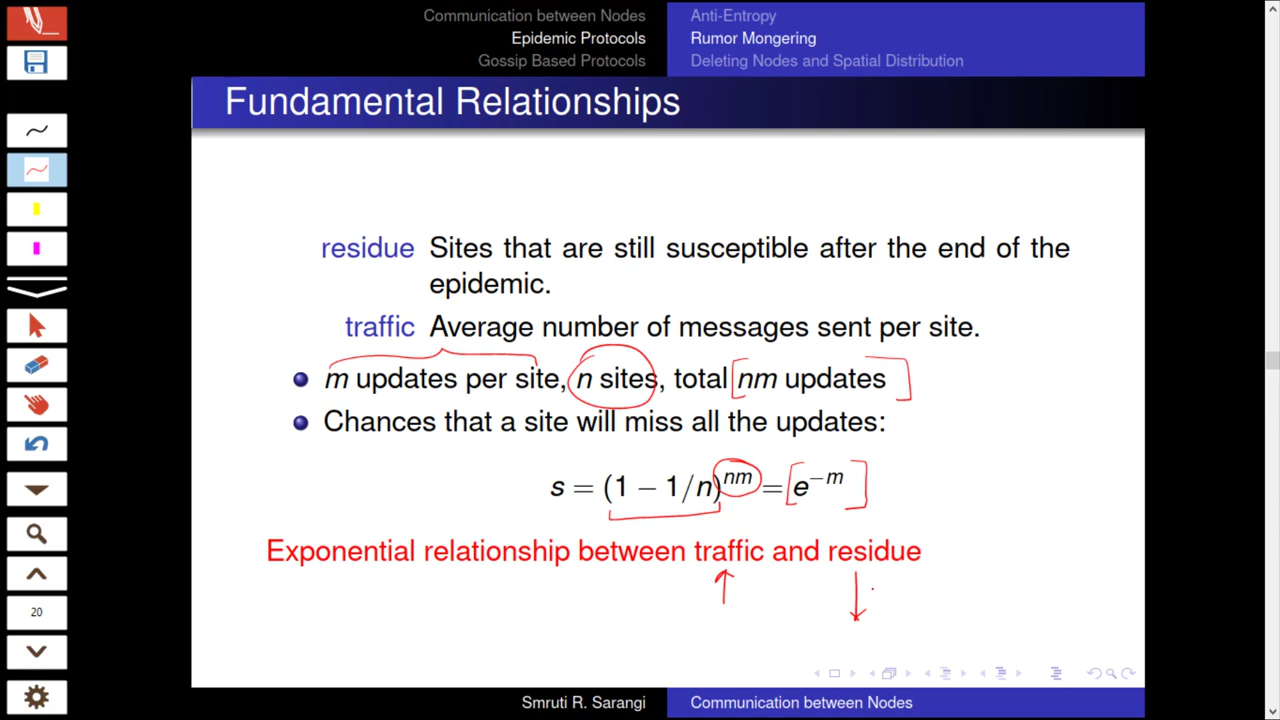 Communication between Nodes
Epidemic Protocols
Gossip Based Protocols
Anti-Entropy
Rumor Mongering
Deleting Nodes and Spatial Distribution
Fundamental Relationships
residue Sites that are still susceptible after the end of the
epidemic.
traffic Average number of messages sent per site.
m updates per site, n sites, total nm updates
Chances that a site will miss all the updates:
s = (1 − 1/n)^{nm} = e^{−m}
Exponential relationship between traffic and residue
20
Smruti R. Sarangi
Communication between Nodes